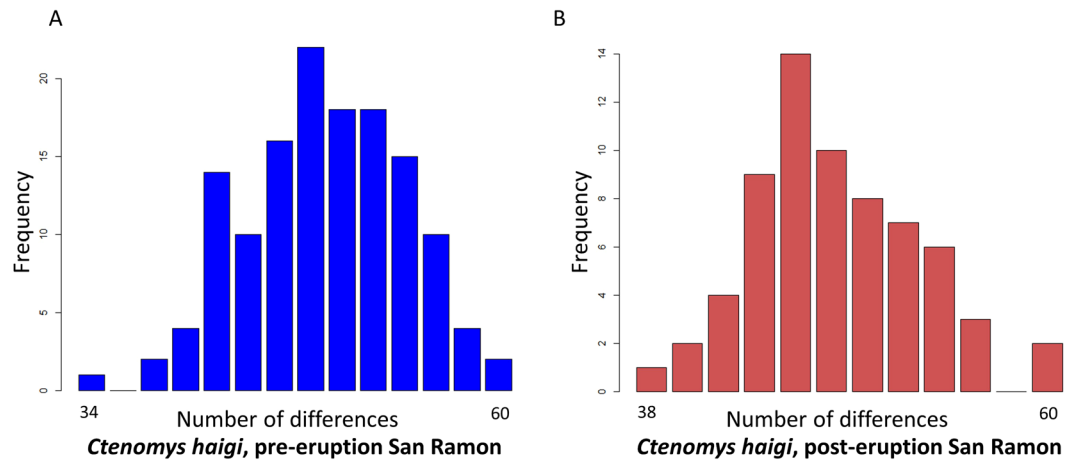 A
B
Frequency
0
5
10
15
20
34
60
Number of differences
Ctenomys haigi, pre-eruption San Ramon
Frequency
0
2
4
6
8
10
12
14
38
60
Number of differences
Ctenomys haigi, post-eruption San Ramon